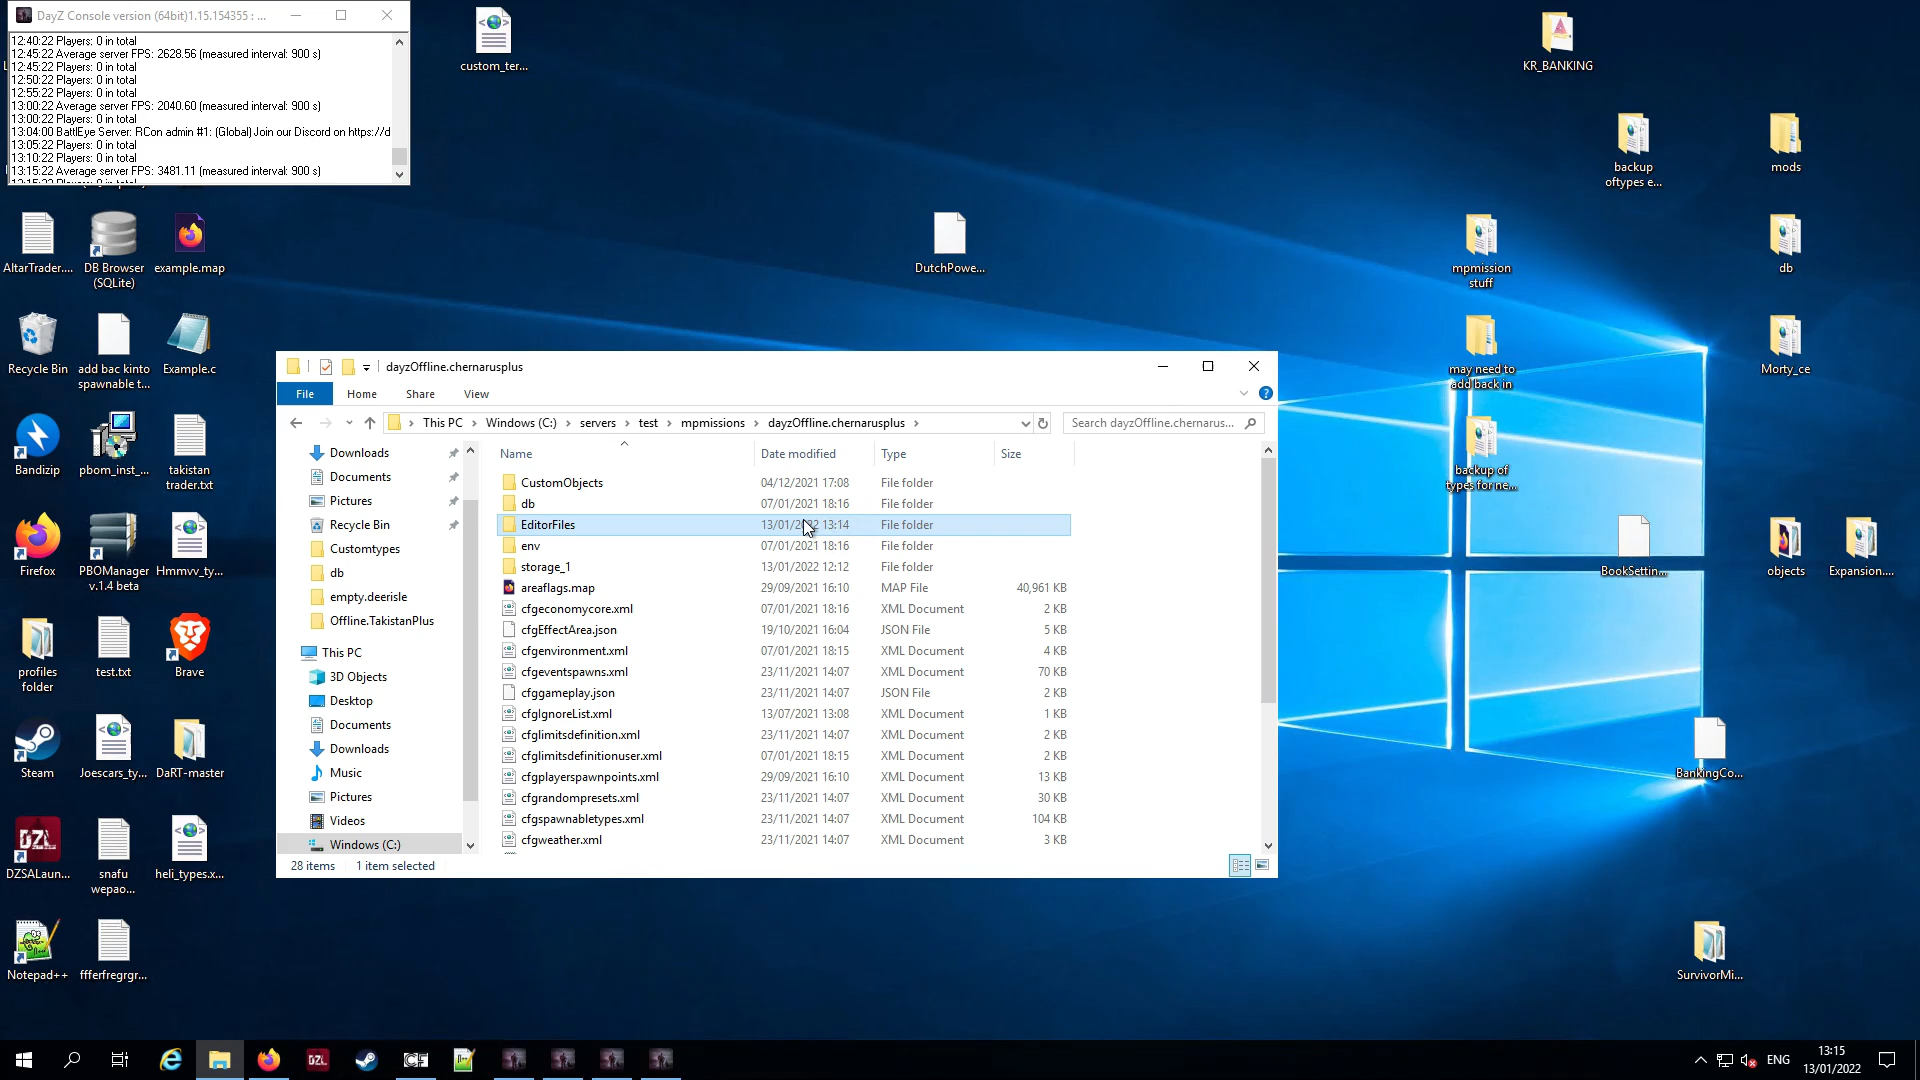 DayZ Console version (64bit)1.15.154355 : ...
12:40:22 Players: 0 in total
12:45:22 Average server FPS: 2628.56 (measured interval: 900 s)
12:45:22 Players: 0 in total
12:50:22 Players: 0 in total
12:55:22 Players: 0 in total
13:00:22 Average server FPS: 2040.60 (measured interval: 900 s)
13:00:22 Players: 0 in total
13:04:00 BattlEye Server: RCon admin #1: (Global) Join our Discord on https://d
13:05:22 Players: 0 in total
13:10:22 Players: 0 in total
13:15:22 Average server FPS: 3481.11 (measured interval: 900 s)
custom_ter...
KR_BANKING
backup
oftypes e...
mods
AltarTrader....
DB Browser
(SQLite)
example.map
DutchPowe...
mpmission
stuff
db
Recycle Bin
add bac kinto
spawnable t...
Example.c
may need to
add back in
Morty_ce
Bandizip
pbom_inst_...
takistan
trader.txt
backup of
types for ne...
Firefox
PBOManager
v.1.4 beta
Hmmvv_ty...
BookSettin...
objects
Expansion....
profiles
folder
test.txt
Brave
Steam
Joescars_ty...
DaRT-master
BankingCo...
DZL
DZSALaun...
snafu
wepao...
heli_types.x...
Notepad++
ffferfregrgr...
SurvivorMi...
dayzOffline.chernarusplus
File
Home
Share
View
This PC
Windows (C:)
servers
test
mpmissions
dayzOffline.chernarusplus
Search dayzOffline.chernarus...
Downloads
Documents
Pictures
Recycle Bin
Customtypes
db
empty.deerisle
Offline.TakistanPlus
This PC
3D Objects
Desktop
Documents
Downloads
Music
Pictures
Videos
Windows (C:)
Name Date modified Type Size
CustomObjects 04/12/2021 17:08 File folder
db 07/01/2021 18:16 File folder
EditorFiles 13/01/2022 13:14 File folder
env 07/01/2021 18:16 File folder
storage_1 13/01/2022 12:12 File folder
areaflags.map 29/09/2021 16:10 MAP File 40,961 KB
cfgeconomycore.xml 07/01/2021 18:16 XML Document 2 KB
cfgEffectArea.json 19/10/2021 16:04 JSON File 5 KB
cfgenvironment.xml 07/01/2021 18:15 XML Document 4 KB
cfgeventspawns.xml 23/11/2021 14:07 XML Document 70 KB
cfggameplay.json 23/11/2021 14:07 JSON File 2 KB
cfgIgnoreList.xml 13/07/2021 13:08 XML Document 1 KB
cfglimitsdefinition.xml 23/11/2021 14:07 XML Document 2 KB
cfglimitsdefinitionuser.xml 07/01/2021 18:15 XML Document 2 KB
cfgplayerspawnpoints.xml 29/09/2021 16:10 XML Document 13 KB
cfgrandompresets.xml 23/11/2021 14:07 XML Document 30 KB
cfgspawnabletypes.xml 23/11/2021 14:07 XML Document 104 KB
cfgweather.xml 23/11/2021 14:07 XML Document 3 KB
28 items
1 item selected
DZL
CF
ENG
13:15
13/01/2022